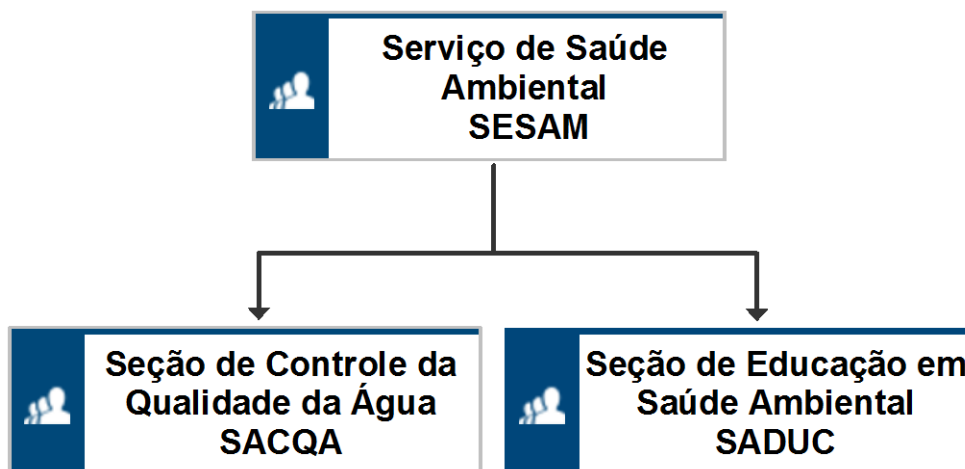 Serviço de Saúde
Ambiental
SESAM
Seção de Controle da
Qualidade da Água
SACQA
Seção de Educação em
Saúde Ambiental
SADUC